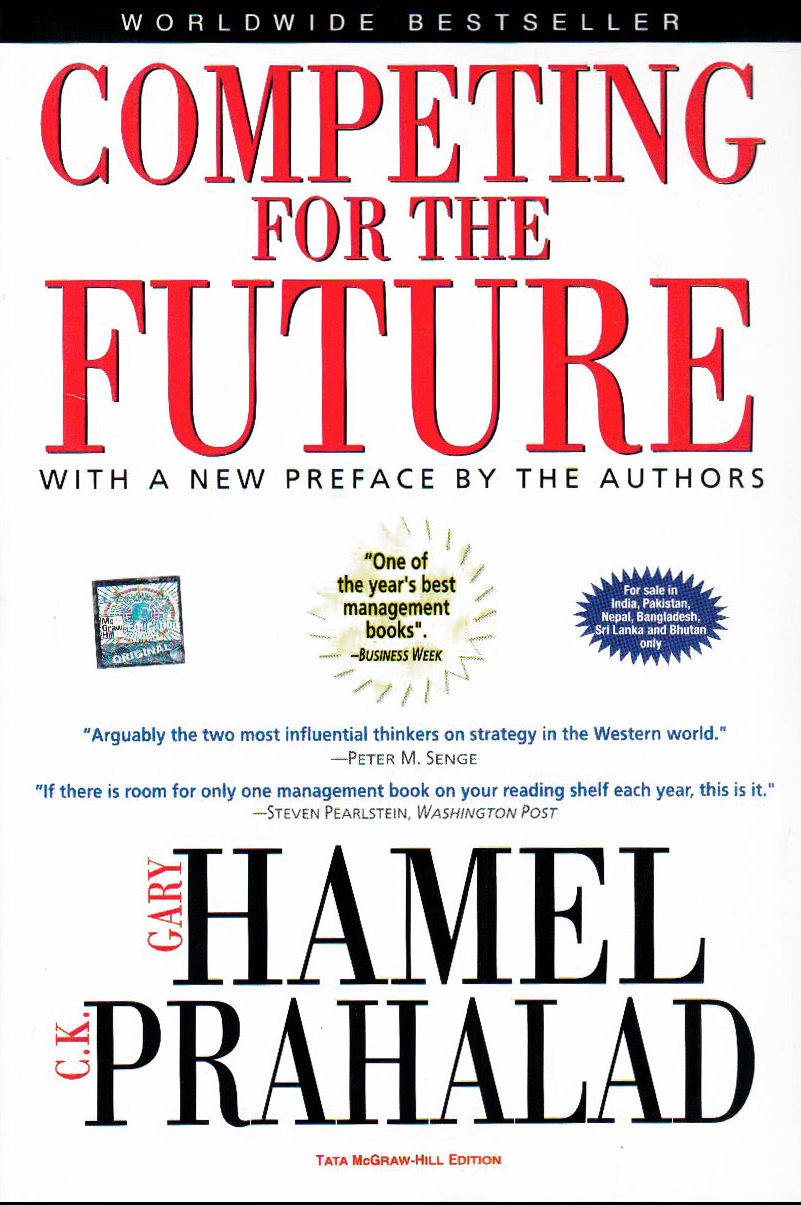 WORLDWIDE BESTSELLER
COMPETING
FOR THE
FUTURE
WITH A NEW PREFACE BY THE AUTHORS
"One of
the year's best
management
books".
—BUSINESS WEEK
Mc
Graw
Hill
Education
ORIGINAL
For sale in
India, Pakistan,
Nepal, Bangladesh,
Sri Lanka and Bhutan
only
"Arguably the two most influential thinkers on strategy in the Western world."
—PETER M. SENGE
"If there is room for only one management book on your reading shelf each year, this is it."
—STEVEN PEARLSTEIN, WASHINGTON POST
GARY
HAMEL
C.K.
PRAHALAD
TATA McGRAW-HILL EDITION